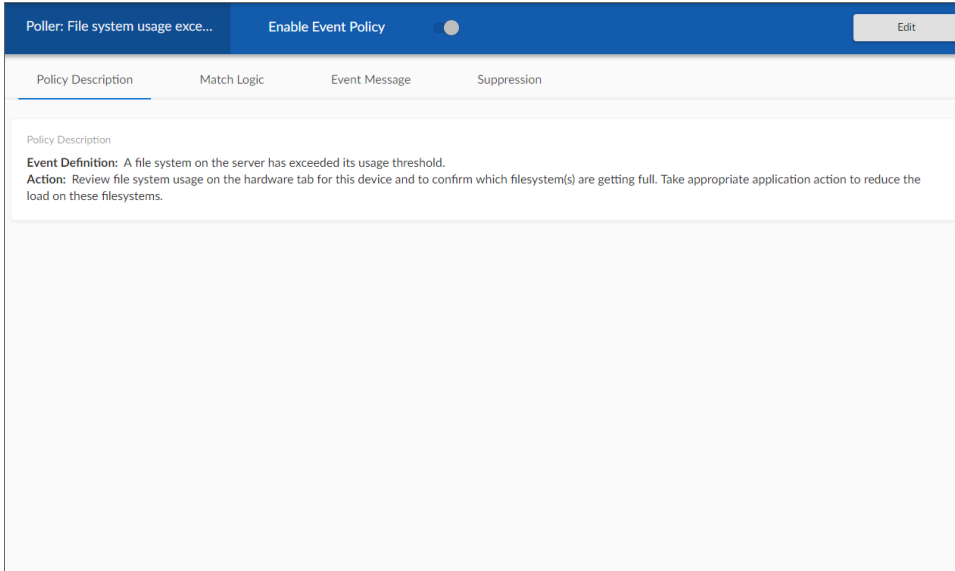 Poller: File system usage exce...
Enable Event Policy
Edit
Policy Description
Match Logic
Event Message
Suppression
Policy Description
Event Definition: A file system on the server has exceeded its usage threshold.
Action: Review file system usage on the hardware tab for this device and to confirm which filesystem(s) are getting full. Take appropriate application action to reduce the
load on these filesystems.